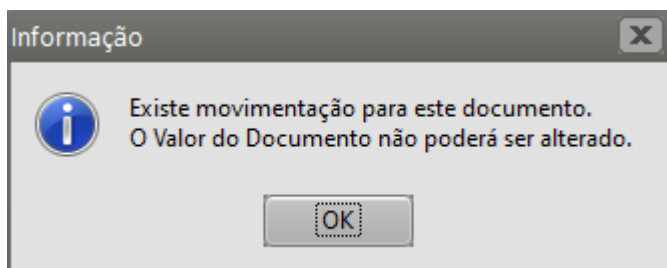 Informação
Existe movimentação para este documento.
O Valor do Documento não poderá ser alterado.
OK